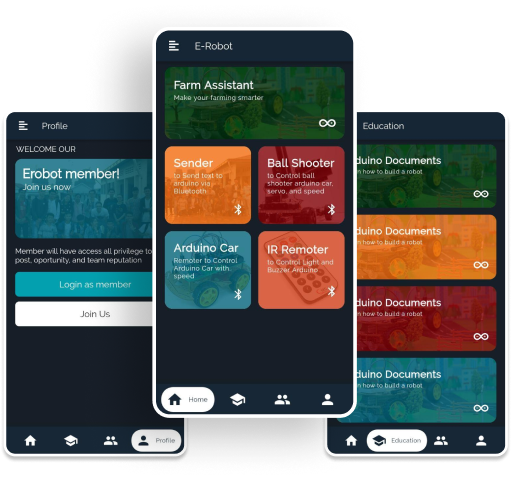 Profile
WELCOME OUR
Erobot member!
Join us now
Member will have access all privilege to
post, oportunity, and team reputation
Login as member
Join Us
Profile
E-Robot
Farm Assistant
Make your farming smarter
Sender
to Send text to
arduino via
Bluetooth
Ball Shooter
to Control ball
shooter arduino car,
servo, and speed
Arduino Car
Remoter to Control
Arduino Car with
speed
IR Remoter
to Control Light and
Buzzer Arduino
Home
Education
duino Documents
n how to build a robot
duino Documents
n how to build a robot
duino Documents
n how to build a robot
duino Documents
n how to build a robot
Education